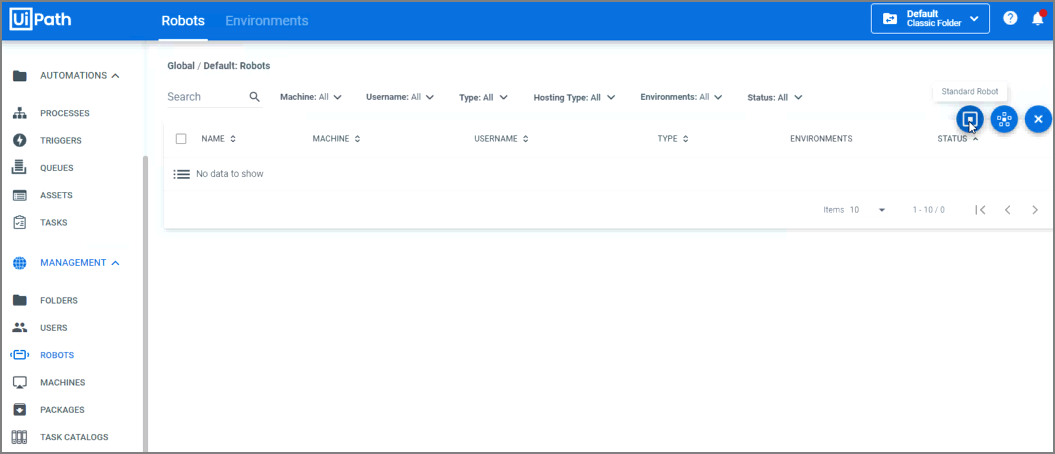 UiPath
Robots Environments
Default
Classic Folder
AUTOMATIONS
PROCESSES
TRIGGERS
QUEUES
ASSETS
TASKS
MANAGEMENT
FOLDERS
USERS
ROBOTS
MACHINES
PACKAGES
TASK CATALOGS
Global / Default: Robots
Search Machine: All Username: All Type: All Hosting Type: All Environments: All Status: All
Standard Robot
NAME MACHINE USERNAME TYPE ENVIRONMENTS STATUS
No data to show
Items 10 1 - 10 / 0